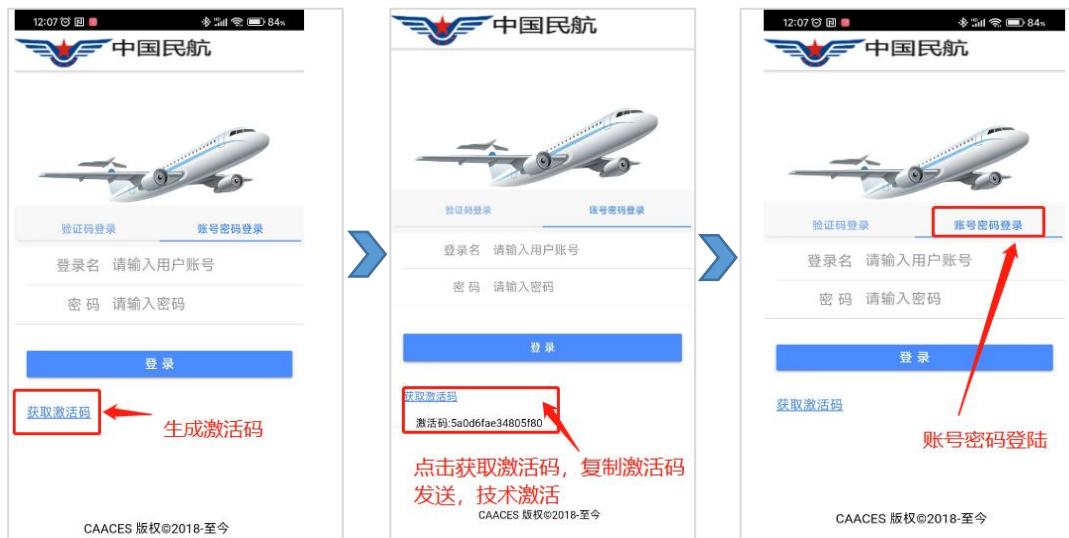 12:07
84%
中国民航
验证码登录
账号密码登录
登录名 请输入用户账号
密 码 请输入密码
登 录
获取激活码
生成激活码
CAACES 版权©2018-至今
中国民航
验证码登录
账号密码登录
登录名 请输入用户账号
密 码 请输入密码
登 录
获取激活码
激活码:5a0d6fae34805f80
点击获取激活码，复制激活码
发送，技术激活
CAACES 版权©2018-至今
12:07
84%
中国民航
验证码登录
账号密码登录
登录名 请输入用户账号
密 码 请输入密码
登 录
获取激活码
账号密码登陆
CAACES 版权©2018-至今